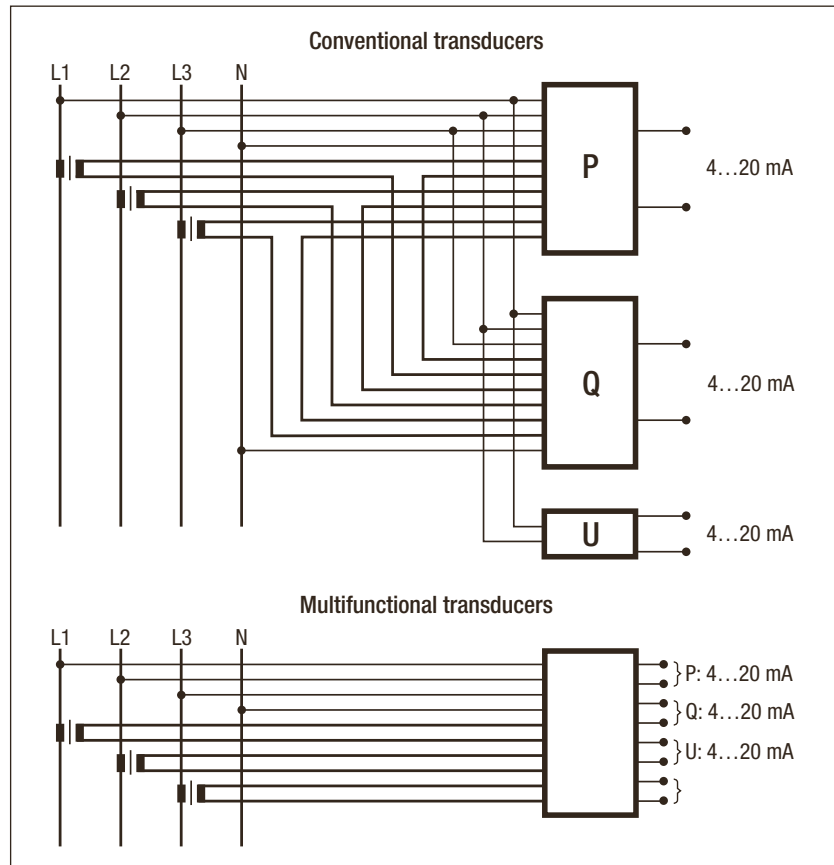 Conventional transducers
L1 L2 L3 N
P
4…20 mA
Q
4…20 mA
U
4…20 mA
Multifunctional transducers
L1 L2 L3 N
P: 4…20 mA
Q: 4…20 mA
U: 4…20 mA